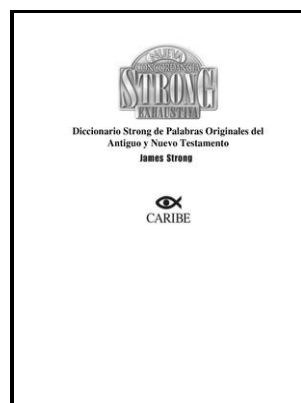 NUEVA
CONCORDANCIA
STRONG
EXHAUSTIVA
Diccionario Strong de Palabras Originales del
Antiguo y Nuevo Testamento
James Strong
CARIBE